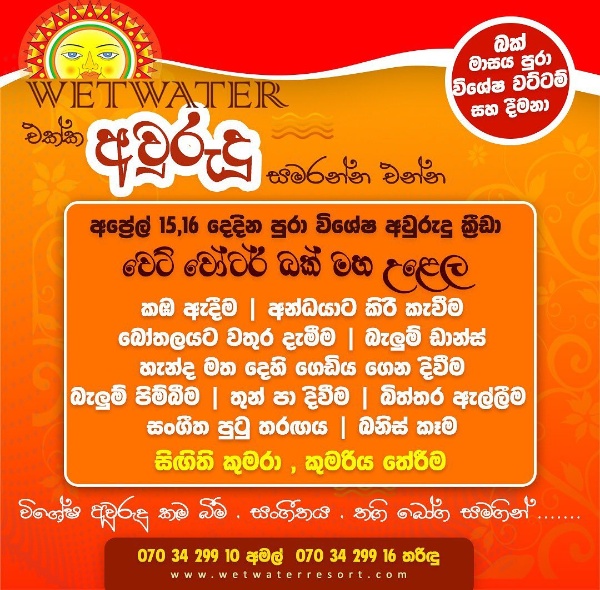 WETWATER
එක්ක අවුරුදු සමරන්න එන්න
බක්
මාසය පුරා
විශේෂ වට්ටම්
සහ දීමනා
අප්‍රේල් 15,16 දෙදින පුරා විශේෂ අවුරුදු ක්‍රීඩා
වෙට් වෝටර් බක් මහ උළෙල
කඹ ඇදීම | අන්ධයාට කිරි කැවීම
බෝතලයට වතුර දැමීම | බැලුම් ඩාන්ස්
හැන්ද මත දෙහි ගෙඩිය ගෙන දිවීම
බැලුම් පිම්බීම | තුන් පා දිවීම | බිත්තර ඇල්ලීම
සංගීත පුටු තරඟය | බනිස් කෑම
සිඟිති කුමරා , කුමරිය තේරීම
විශේෂ අවුරුදු කෑම බීම . සංගීතය . තෑගි බෝග සමගින් .......
070 34 299 10 අමල් 070 34 299 16 තරිඳු
www.wetwaterresort.com